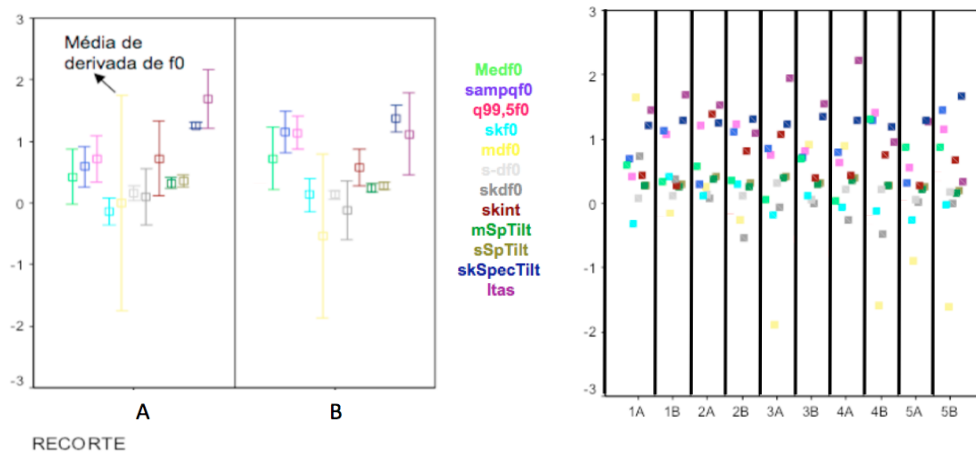 3
2
1
0
-1
-2
-3
Média de
derivada de f0
A
B
RECORTE
Medf0
sampqf0
q99,5f0
skf0
mdf0
s-df0
skdf0
skint
mSpTilt
sSpTilt
skSpecTilt
ltas
3
2
1
0
-1
-2
-3
1A 1B 2A 2B 3A 3B 4A 4B 5A 5B